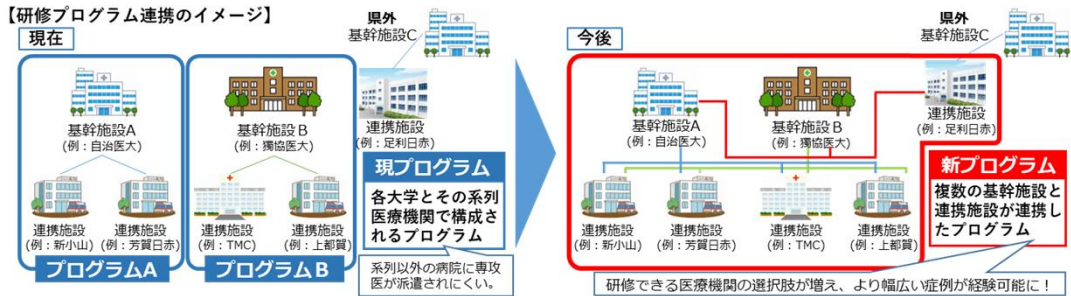 【研修プログラム連携のイメージ】
現在
県外
基幹施設C
基幹施設A
(例：自治医大)
基幹施設B
(例：獨協医大)
連携施設
(例：足利日赤)
連携施設
(例：新小山)
連携施設
(例：芳賀日赤)
連携施設
(例：TMC)
連携施設
(例：上都賀)
プログラムA
プログラムB
現プログラム
各大学とその系列
医療機関で構成さ
れるプログラム
系列以外の病院に専攻
医が派遣されにくい。
今後
県外
基幹施設C
基幹施設A
(例：自治医大)
基幹施設B
(例：獨協医大)
連携施設
(例：足利日赤)
連携施設
(例：新小山)
連携施設
(例：芳賀日赤)
連携施設
(例：TMC)
連携施設
(例：上都賀)
新プログラム
複数の基幹施設と
連携施設が連携し
たプログラム
研修できる医療機関の選択肢が増え、より幅広い症例が経験可能に！